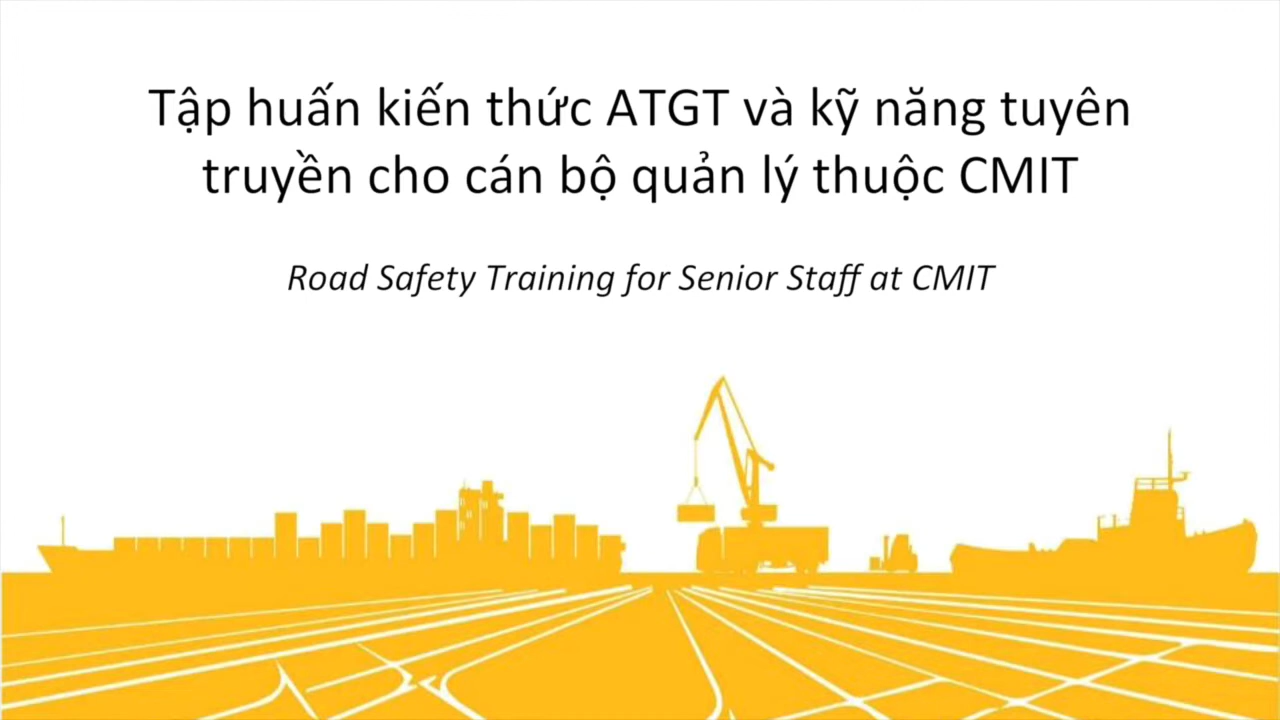 Tập huấn kiến thức ATGT và kỹ năng tuyên
truyền cho cán bộ quản lý thuộc CMIT
Road Safety Training for Senior Staff at CMIT